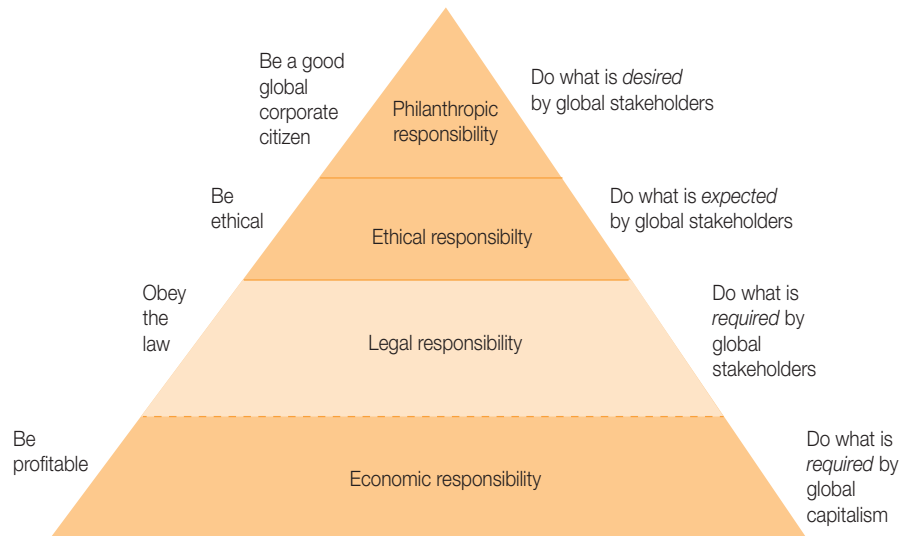 Be a good
global
corporate
citizen
Philanthropic
responsibility
Do what is desired
by global stakeholders
Be
ethical
Ethical responsibilty
Do what is expected
by global stakeholders
Obey
the
law
Legal responsibility
Do what is
required by
global
stakeholders
Be
profitable
Economic responsibility
Do what is
required by
global
capitalism